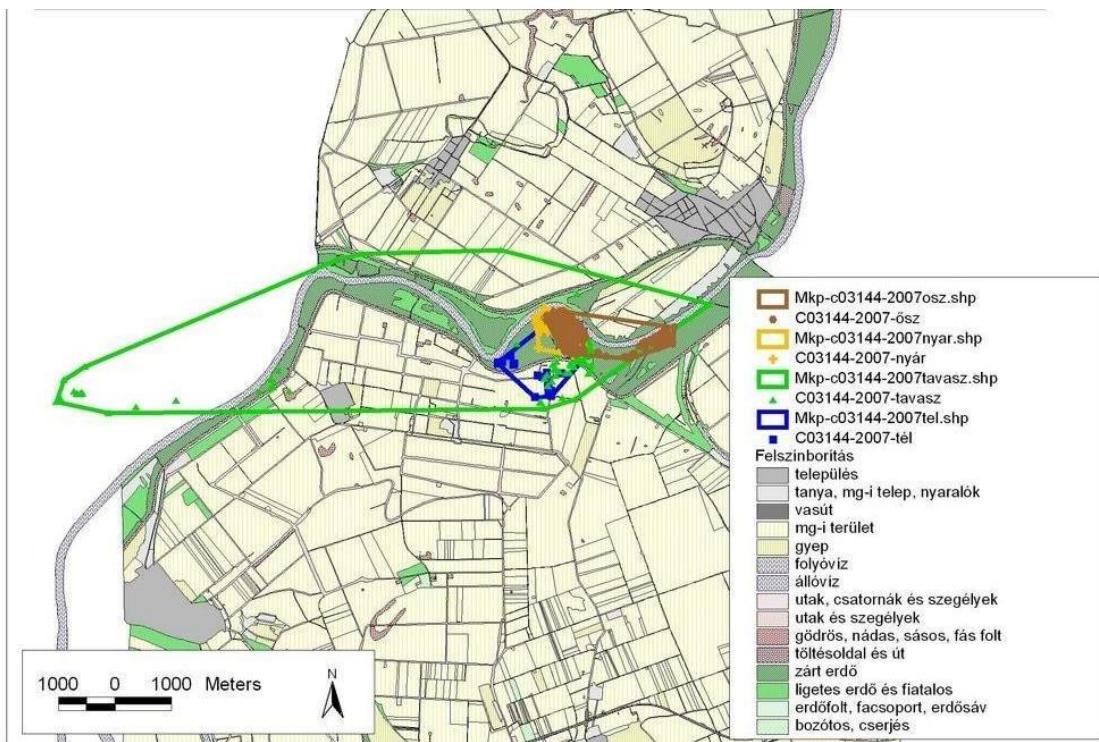 Mkp-c03144-2007osz.shp
C03144-2007-ősz
Mkp-c03144-2007nyar.shp
C03144-2007-nyár
Mkp-c03144-2007tavasz.shp
C03144-2007-tavasz
Mkp-c03144-2007tel.shp
C03144-2007-tél
Felszínborítás
település
tanya, mg-i telep, nyaralók
vasút
mg-i terület
gyep
folyóvíz
állóvíz
utak, csatornák és szegélyek
utak és szegélyek
gödrös, nádas, sásos, fás folt
töltésoldal és út
zárt erdő
ligetes erdő és fiatalos
erdőfolt, facsoport, erdősáv
bozótos, cserjés
1000 0 1000 Meters
N